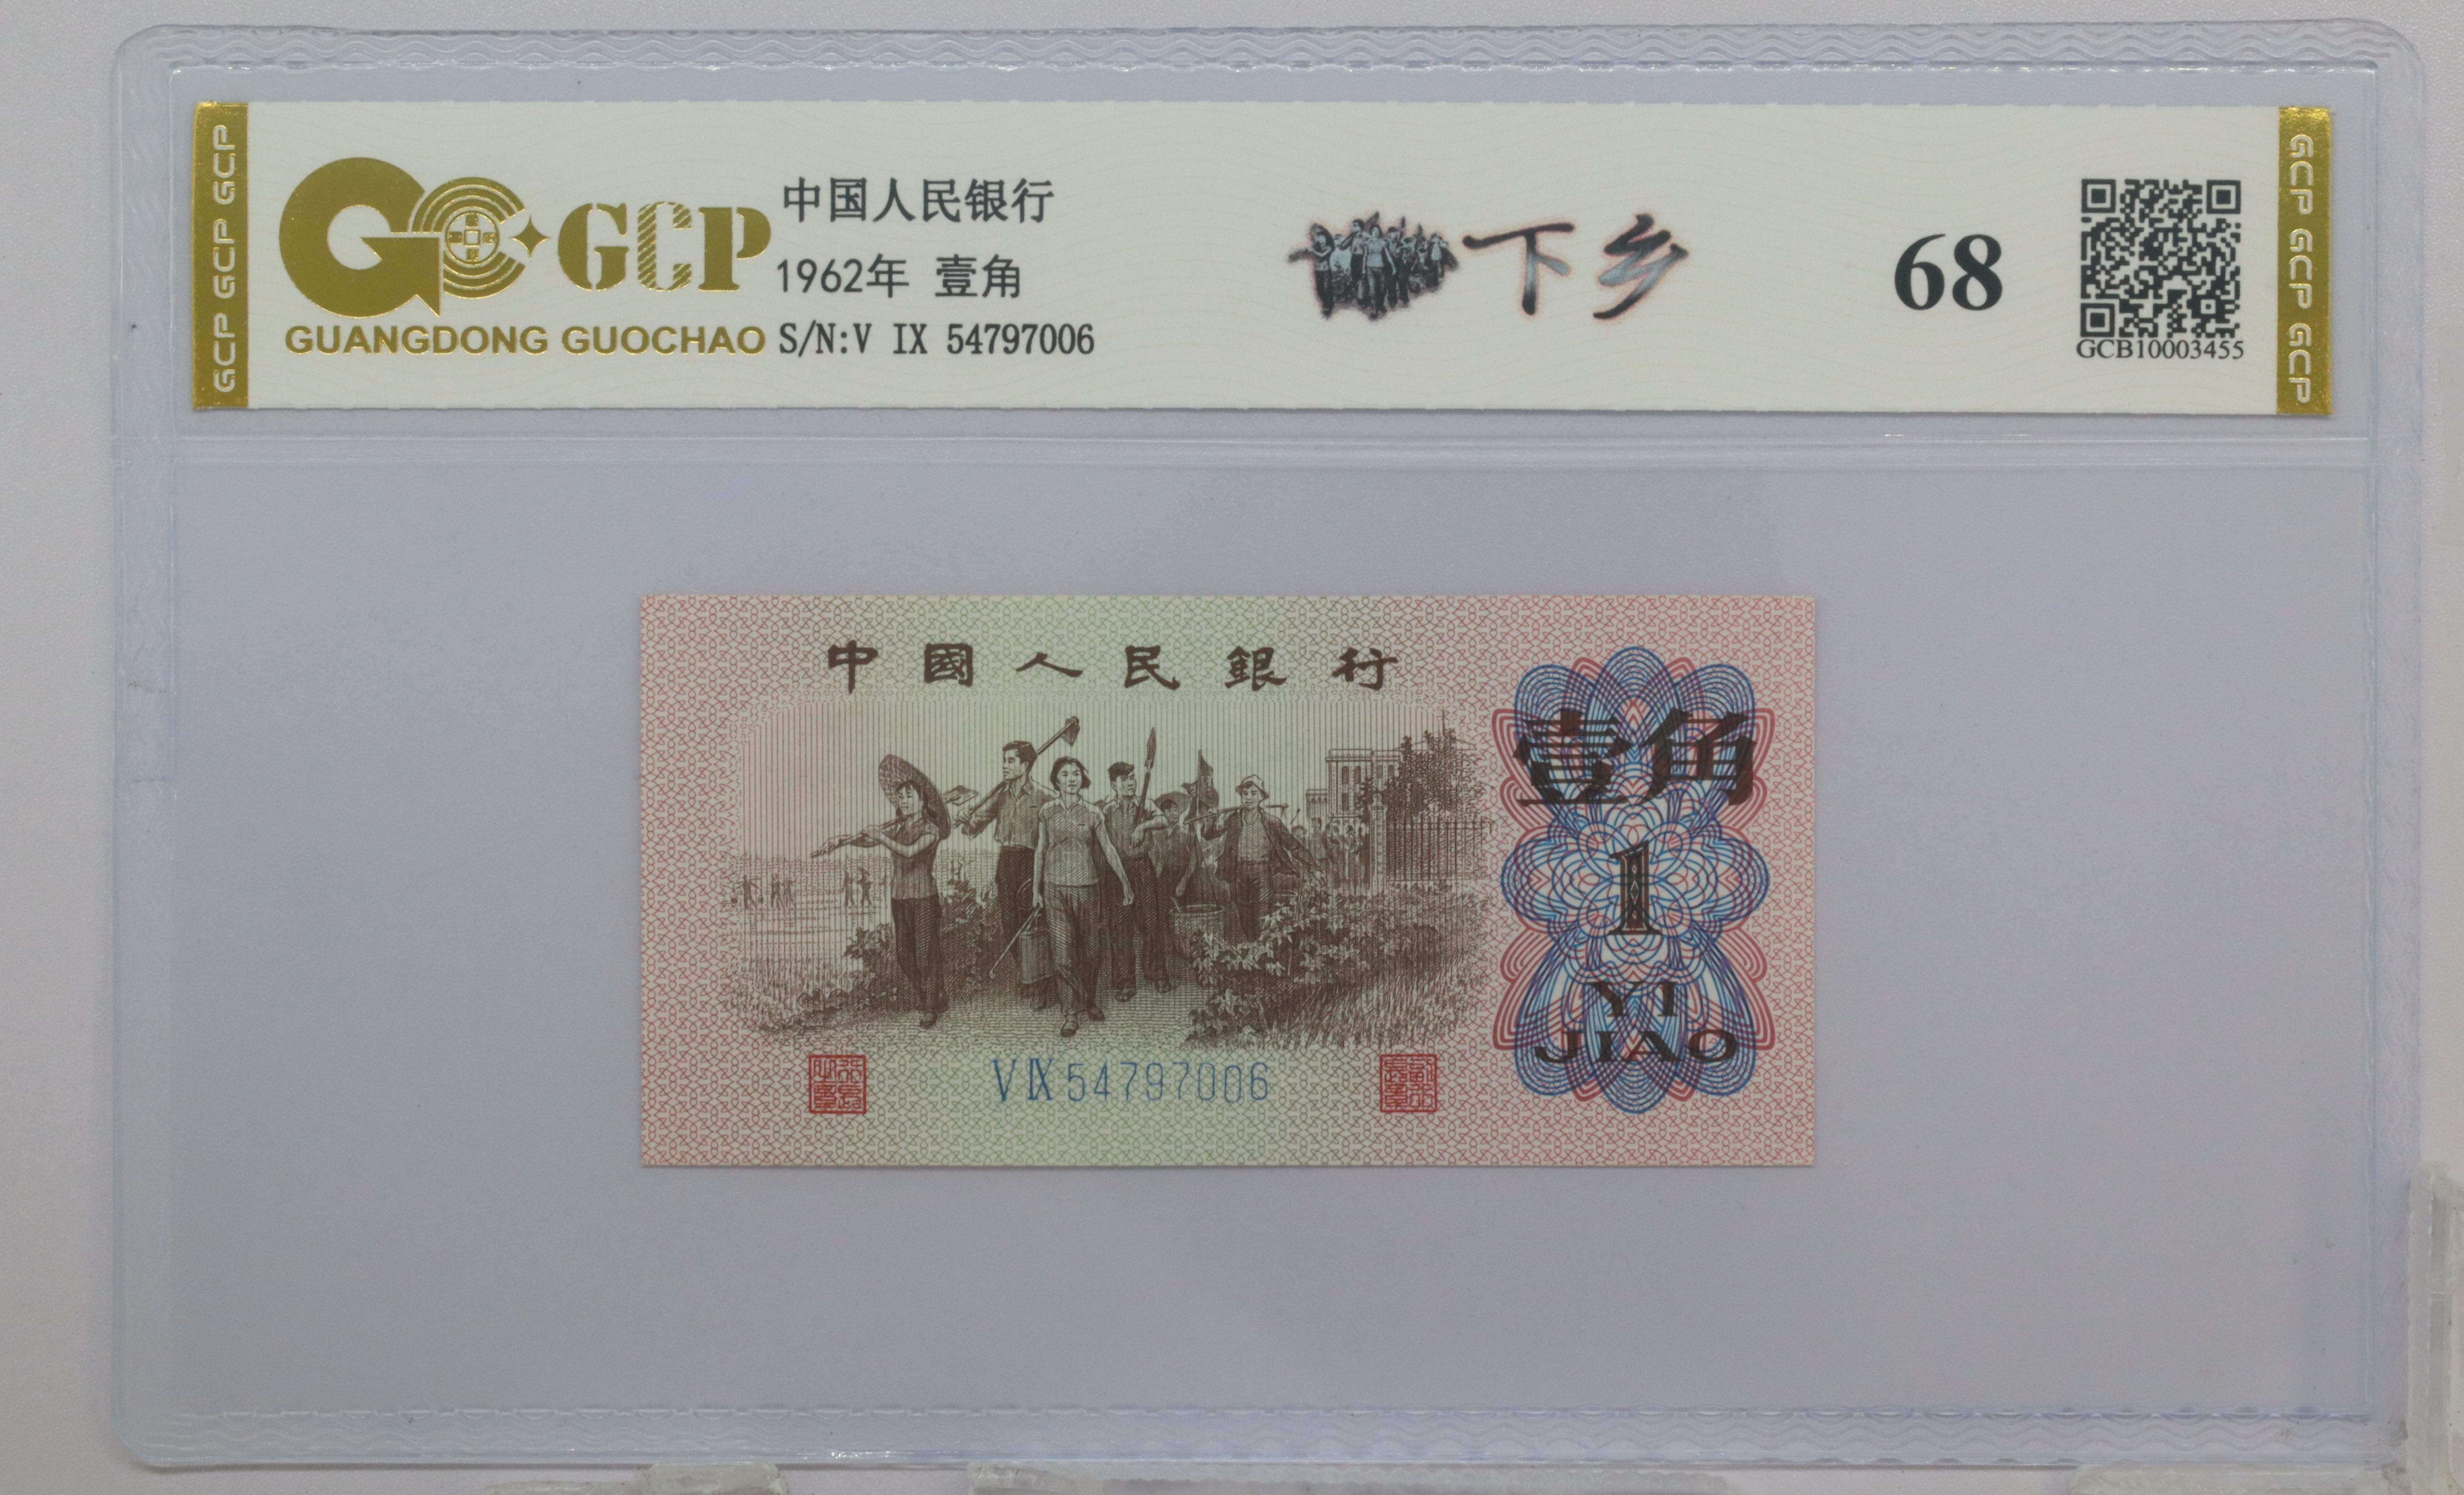 GCP GCP GCP
GCP
GUANGDONG GUOCHAO
中国人民银行
1962年 壹角
S/N:V IX 54797006
下乡
68
GCB10003455
GCP GCP GCP
中國人民銀行
壹角
1
YI
JIAO
V IX 54797006